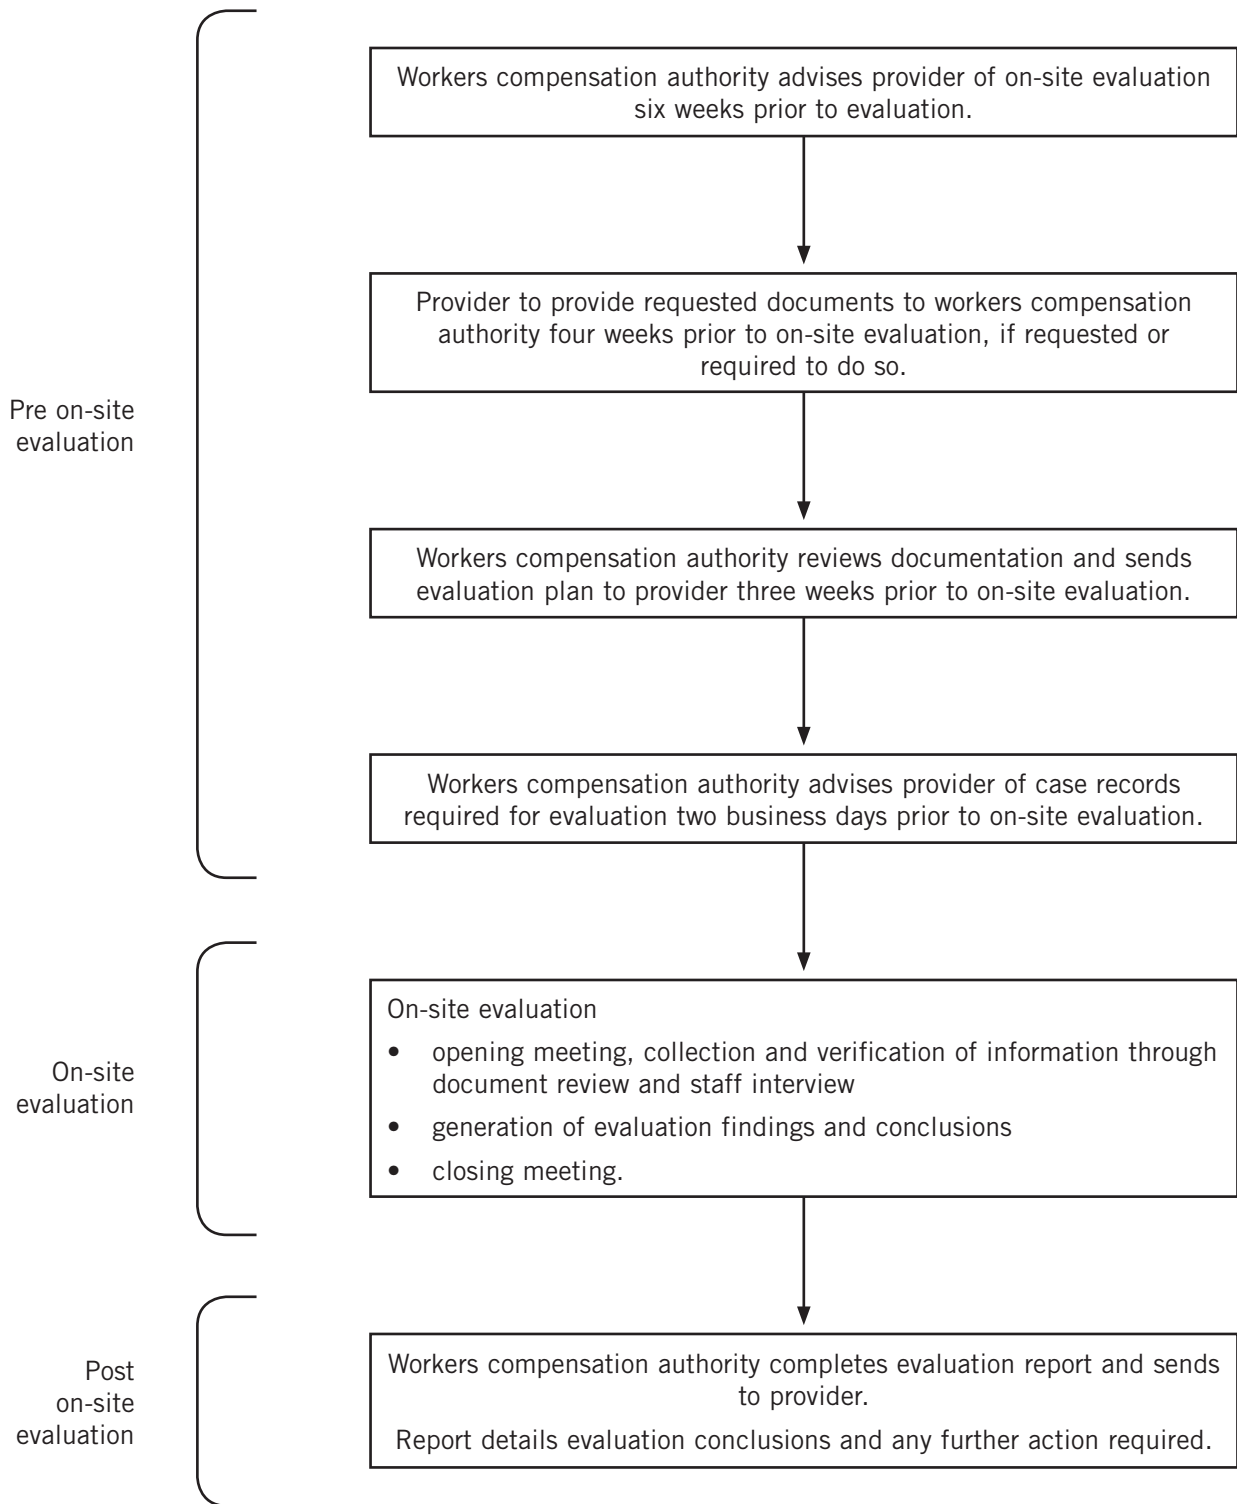 Workers compensation authority advises provider of on-site evaluation
six weeks prior to evaluation.
Provider to provide requested documents to workers compensation
authority four weeks prior to on-site evaluation, if requested or
required to do so.
Pre on-site
evaluation
Workers compensation authority reviews documentation and sends
evaluation plan to provider three weeks prior to on-site evaluation.
Workers compensation authority advises provider of case records
required for evaluation two business days prior to on-site evaluation.
On-site
evaluation
On-site evaluation
• opening meeting, collection and verification of information through
document review and staff interview
• generation of evaluation findings and conclusions
• closing meeting.
Post
on-site
evaluation
Workers compensation authority completes evaluation report and sends
to provider.
Report details evaluation conclusions and any further action required.